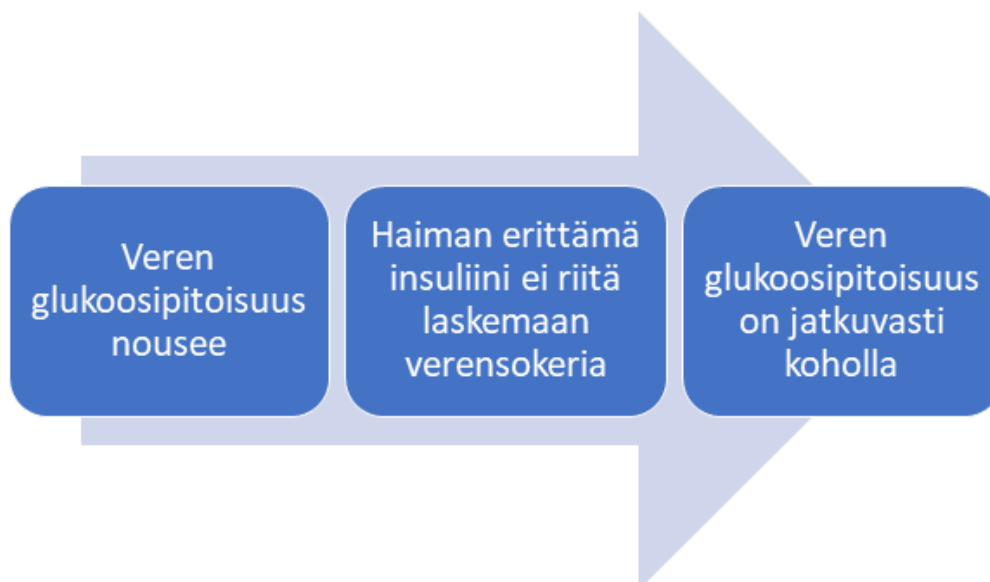 Veren
glukoosipitoisuus
nousee
Haiman erittämä
insuliini ei riitä
laskemaan
verensokeria
Veren
glukoosipitoisuus
on jatkuvasti
koholla